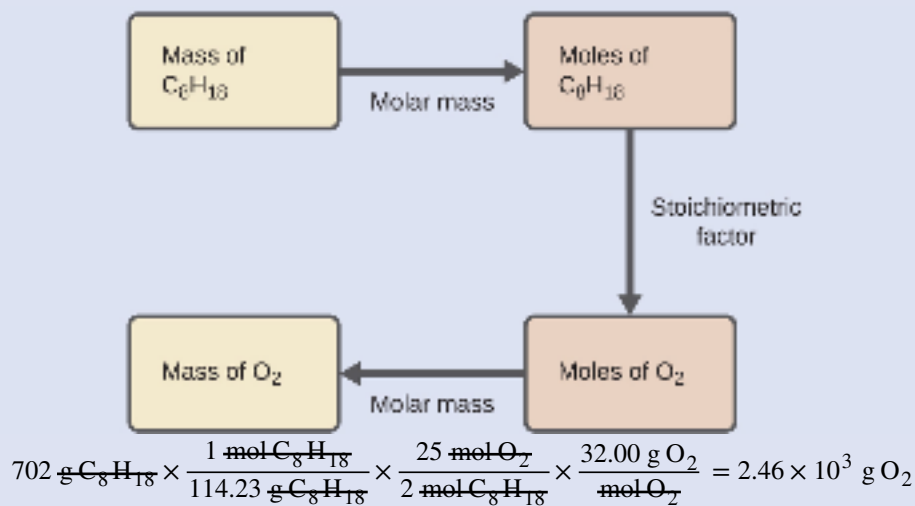 Mass of
C₈H₁₈
Molar mass
Moles of
C₈H₁₈
Stoichiometric
factor
Mass of O₂
Molar mass
Moles of O₂
702 g C₈H₁₈ × 1 mol C₈H₁₈ / 114.23 g C₈H₁₈ × 25 mol O₂ / 2 mol C₈H₁₈ × 32.00 g O₂ / mol O₂ = 2.46 × 10³ g O₂